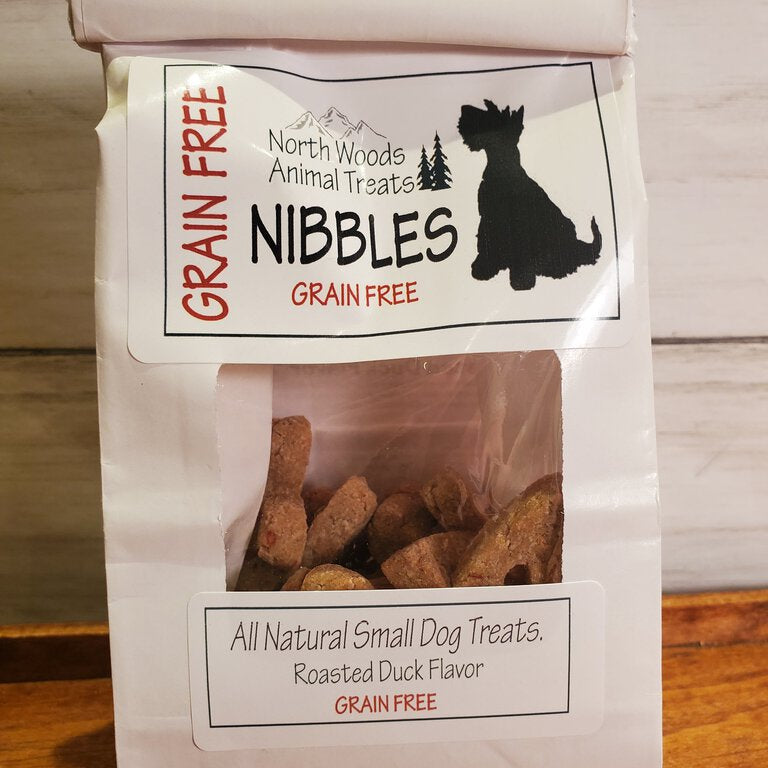 GRAIN FREE
North Woods
Animal Treats
NIBBLES
GRAIN FREE
All Natural Small Dog Treats.
Roasted Duck Flavor
GRAIN FREE